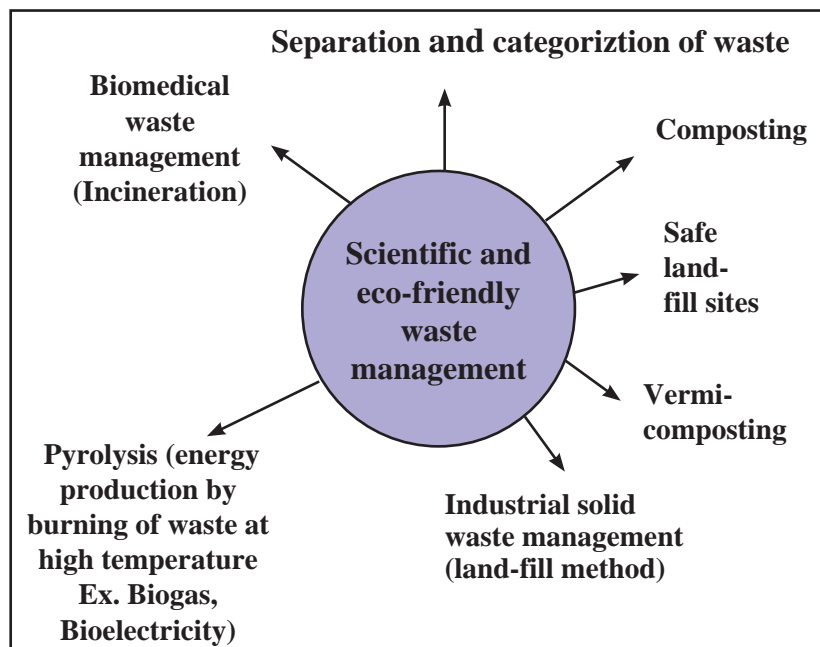 Separation and categoriztion of waste
Biomedical
waste
management
(Incineration)
Composting
Scientific and
eco-friendly
waste
management
Safe
land-
fill sites
Vermi-
composting
Pyrolysis (energy
production by
burning of waste at
high temperature
Ex. Biogas,
Bioelectricity)
Industrial solid
waste management
(land-fill method)